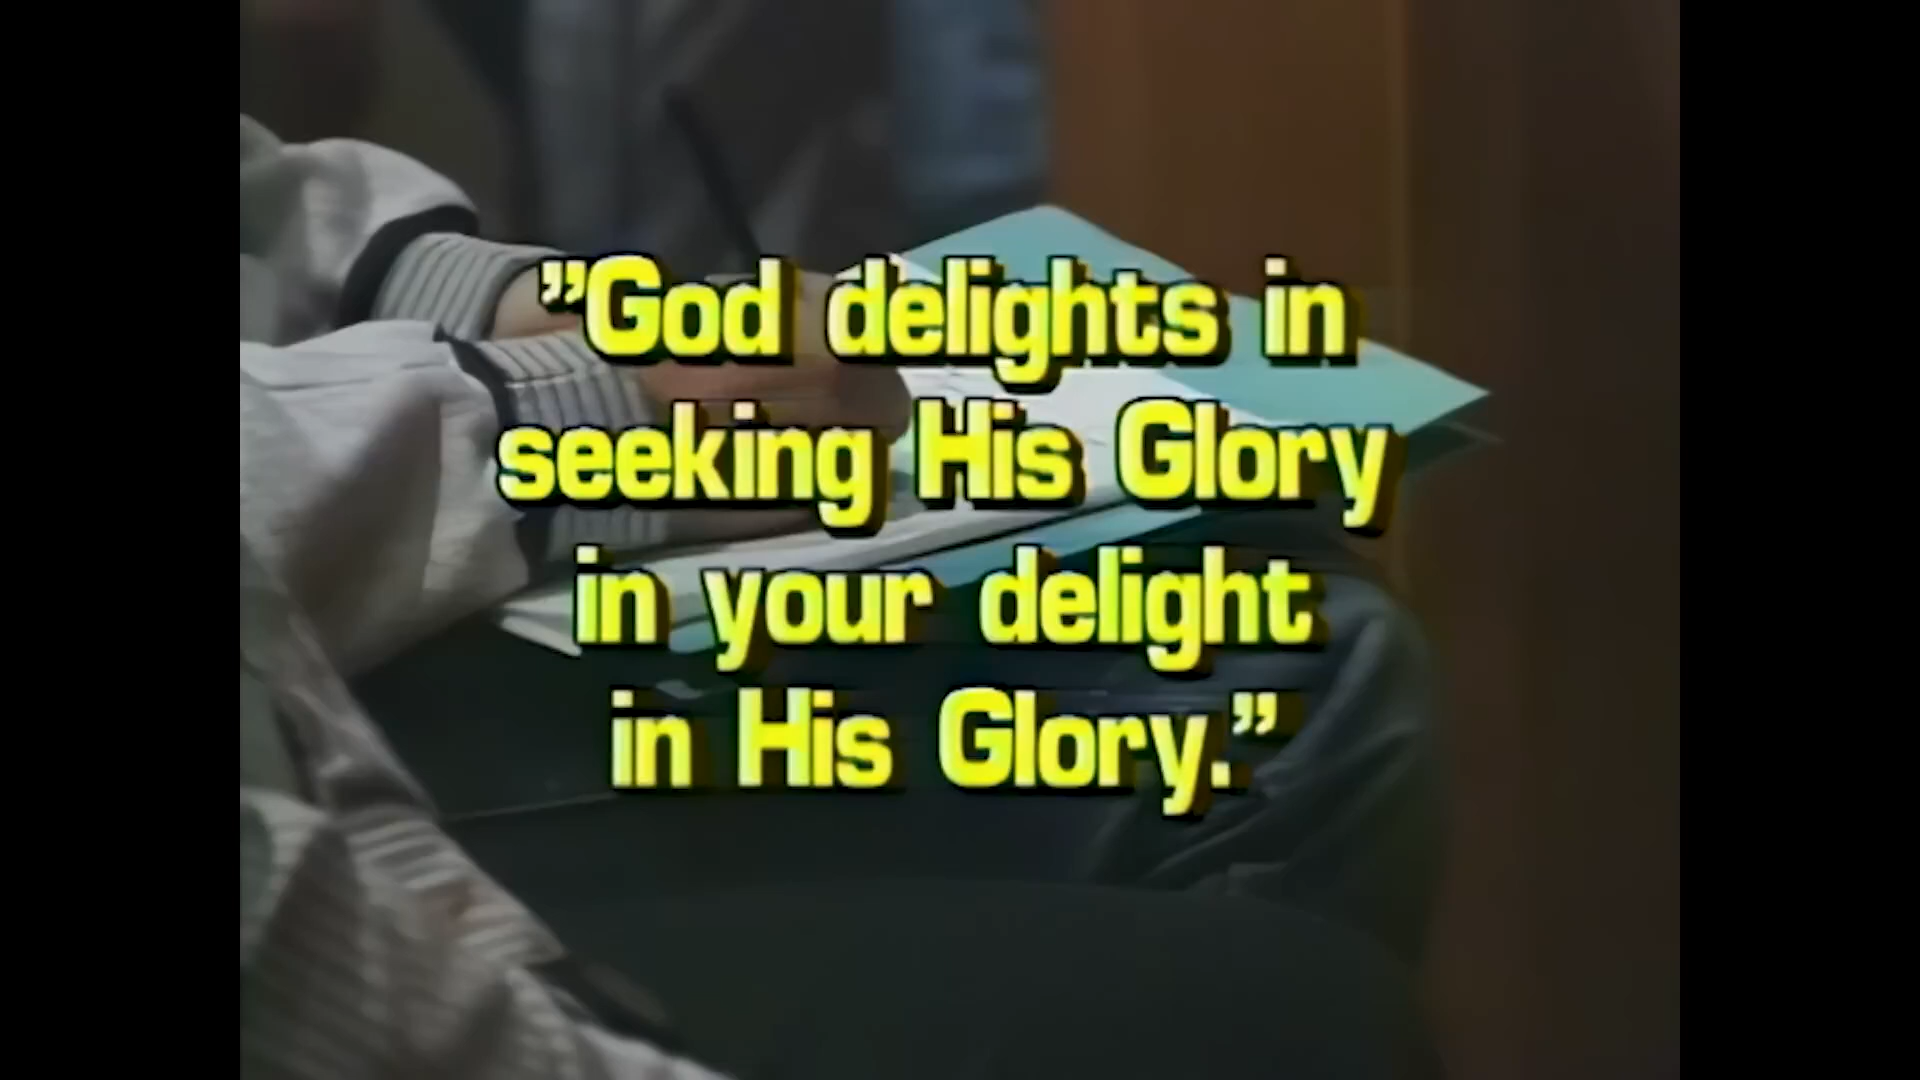 ”God delights in
seeking His Glory
in your delight
in His Glory.”